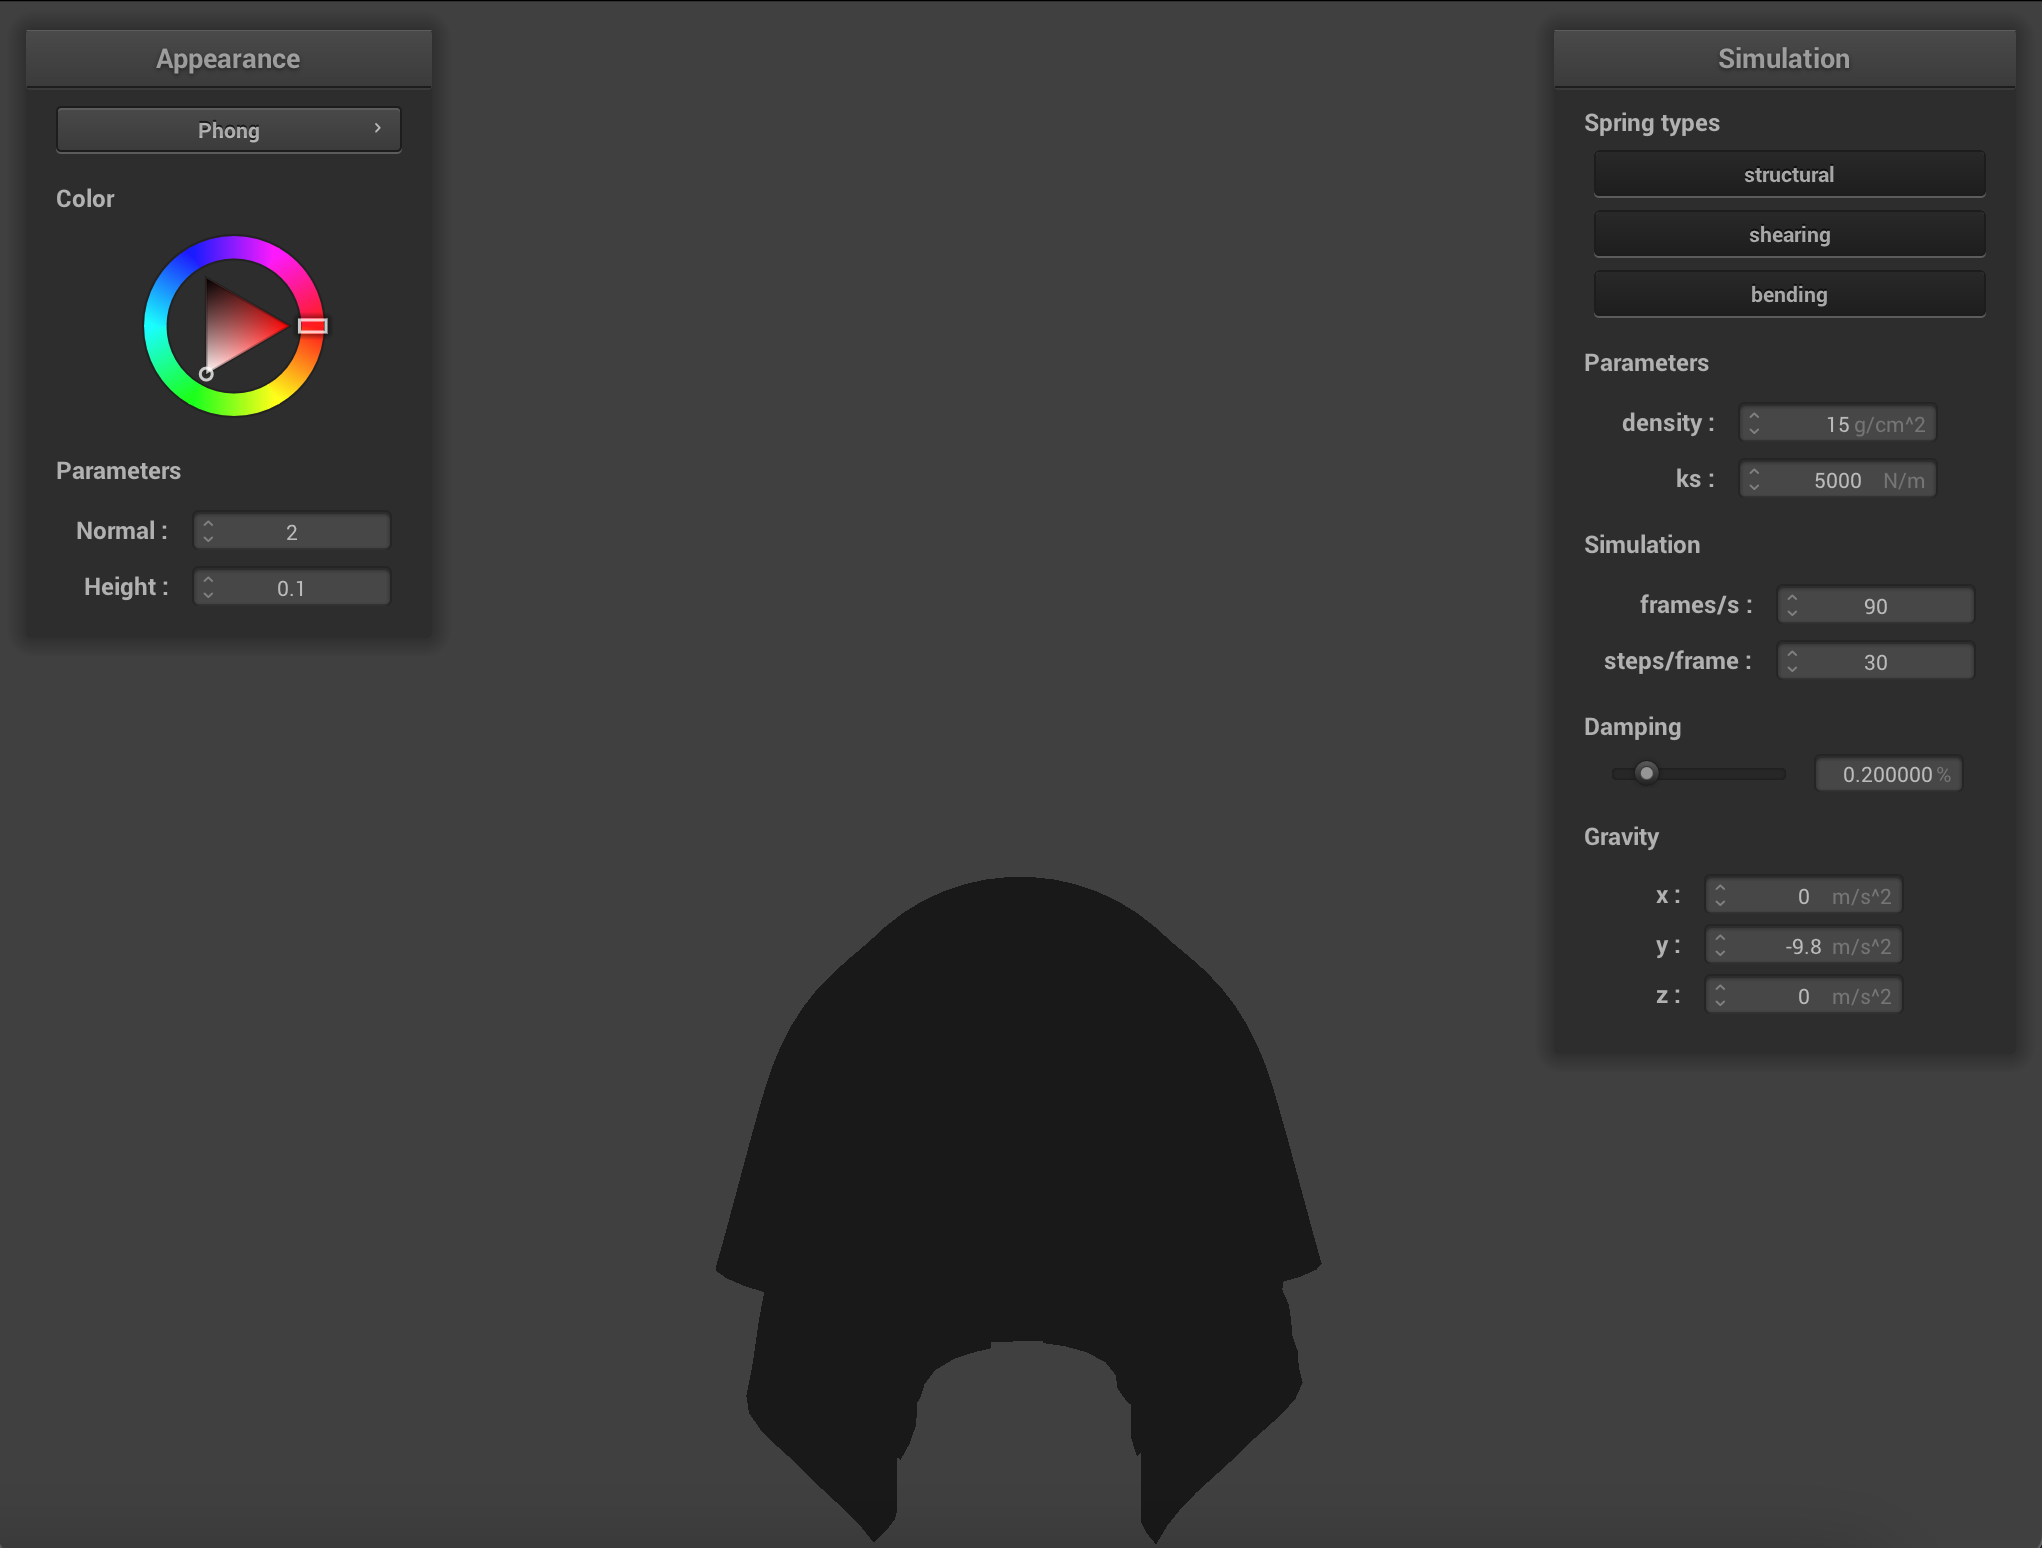 Appearance
Phong
Color
Parameters
Normal : 2
Height : 0.1
Simulation
Spring types
structural
shearing
bending
Parameters
density : 15 g/cm^2
ks : 5000 N/m
Simulation
frames/s : 90
steps/frame : 30
Damping
0.200000 %
Gravity
x : 0 m/s^2
y : -9.8 m/s^2
z : 0 m/s^2